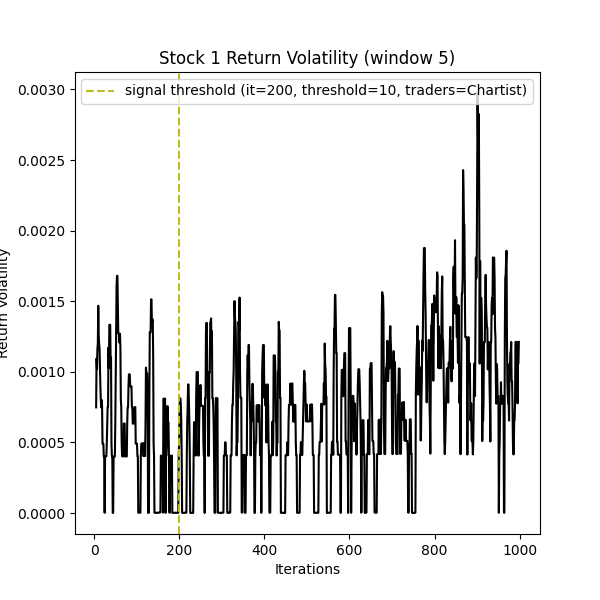 Stock 1 Return Volatility (window 5)
signal threshold (it=200, threshold=10, traders=Chartist)
Return Volatility
0.0030
0.0025
0.0020
0.0015
0.0010
0.0005
0.0000
0 200 400 600 800 1000
Iterations